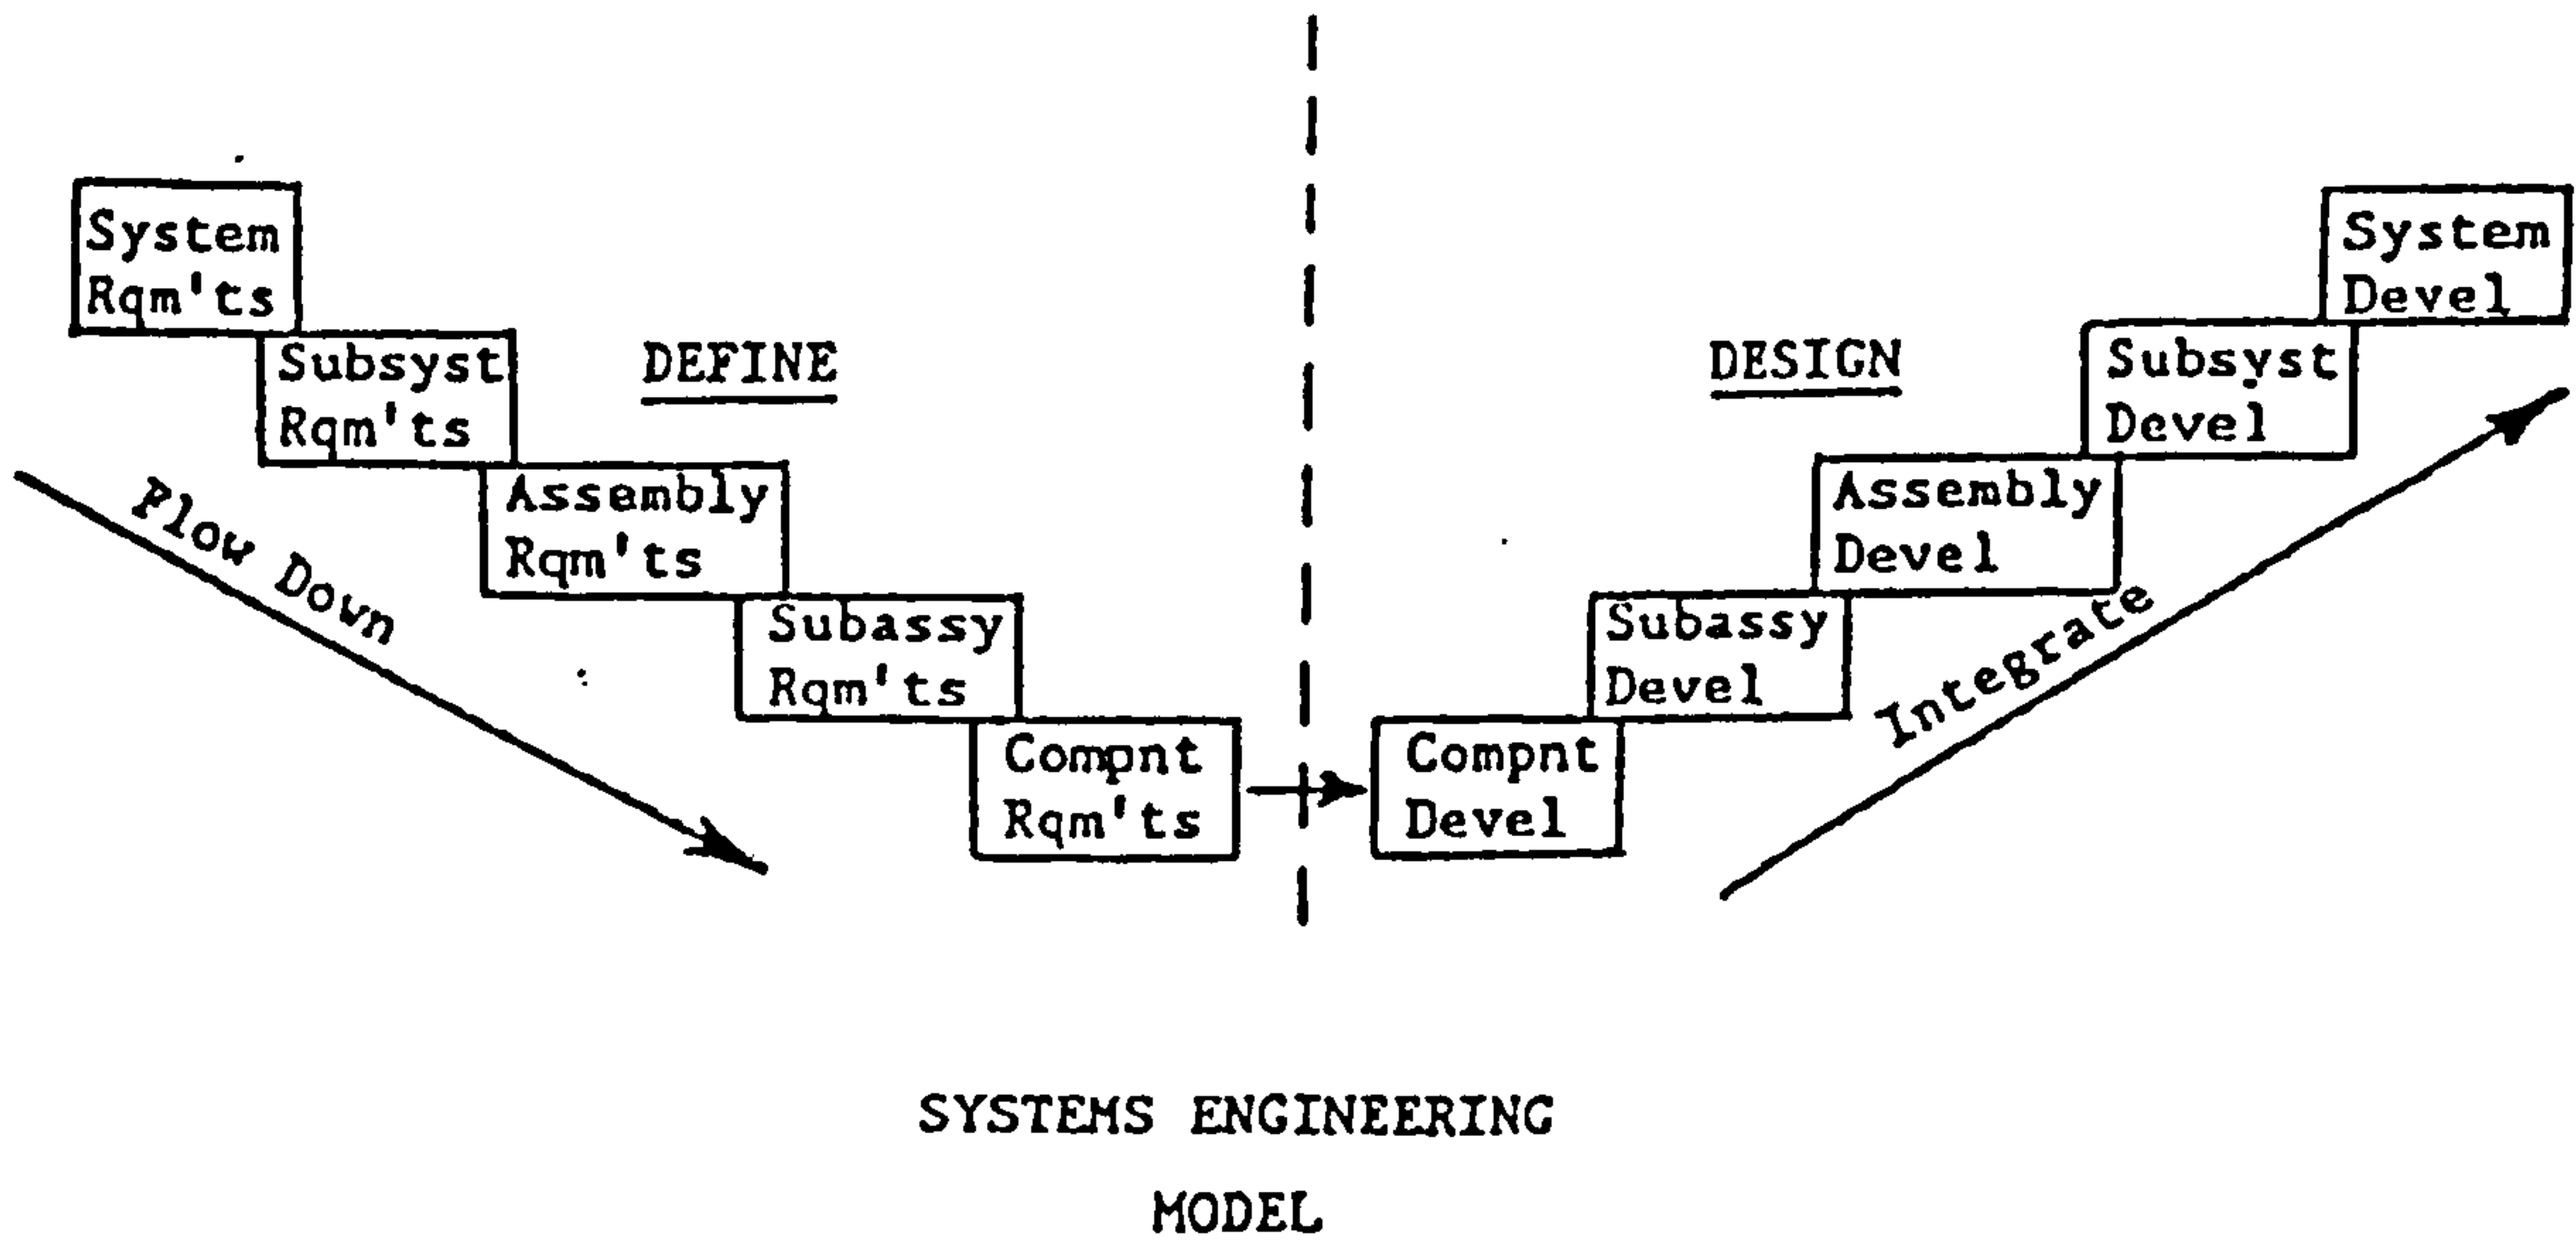 System
Rqm'ts
Subsyst
Rqm'ts
DEFINE
Assembly
Rqm'ts
Subassy
Rqm'ts
Compnt
Rqm'ts
Flow Down
DESIGN
System
Devel
Subsyst
Devel
Assembly
Devel
Subassy
Devel
Compnt
Devel
Integrate
SYSTEMS ENGINEERING
MODEL